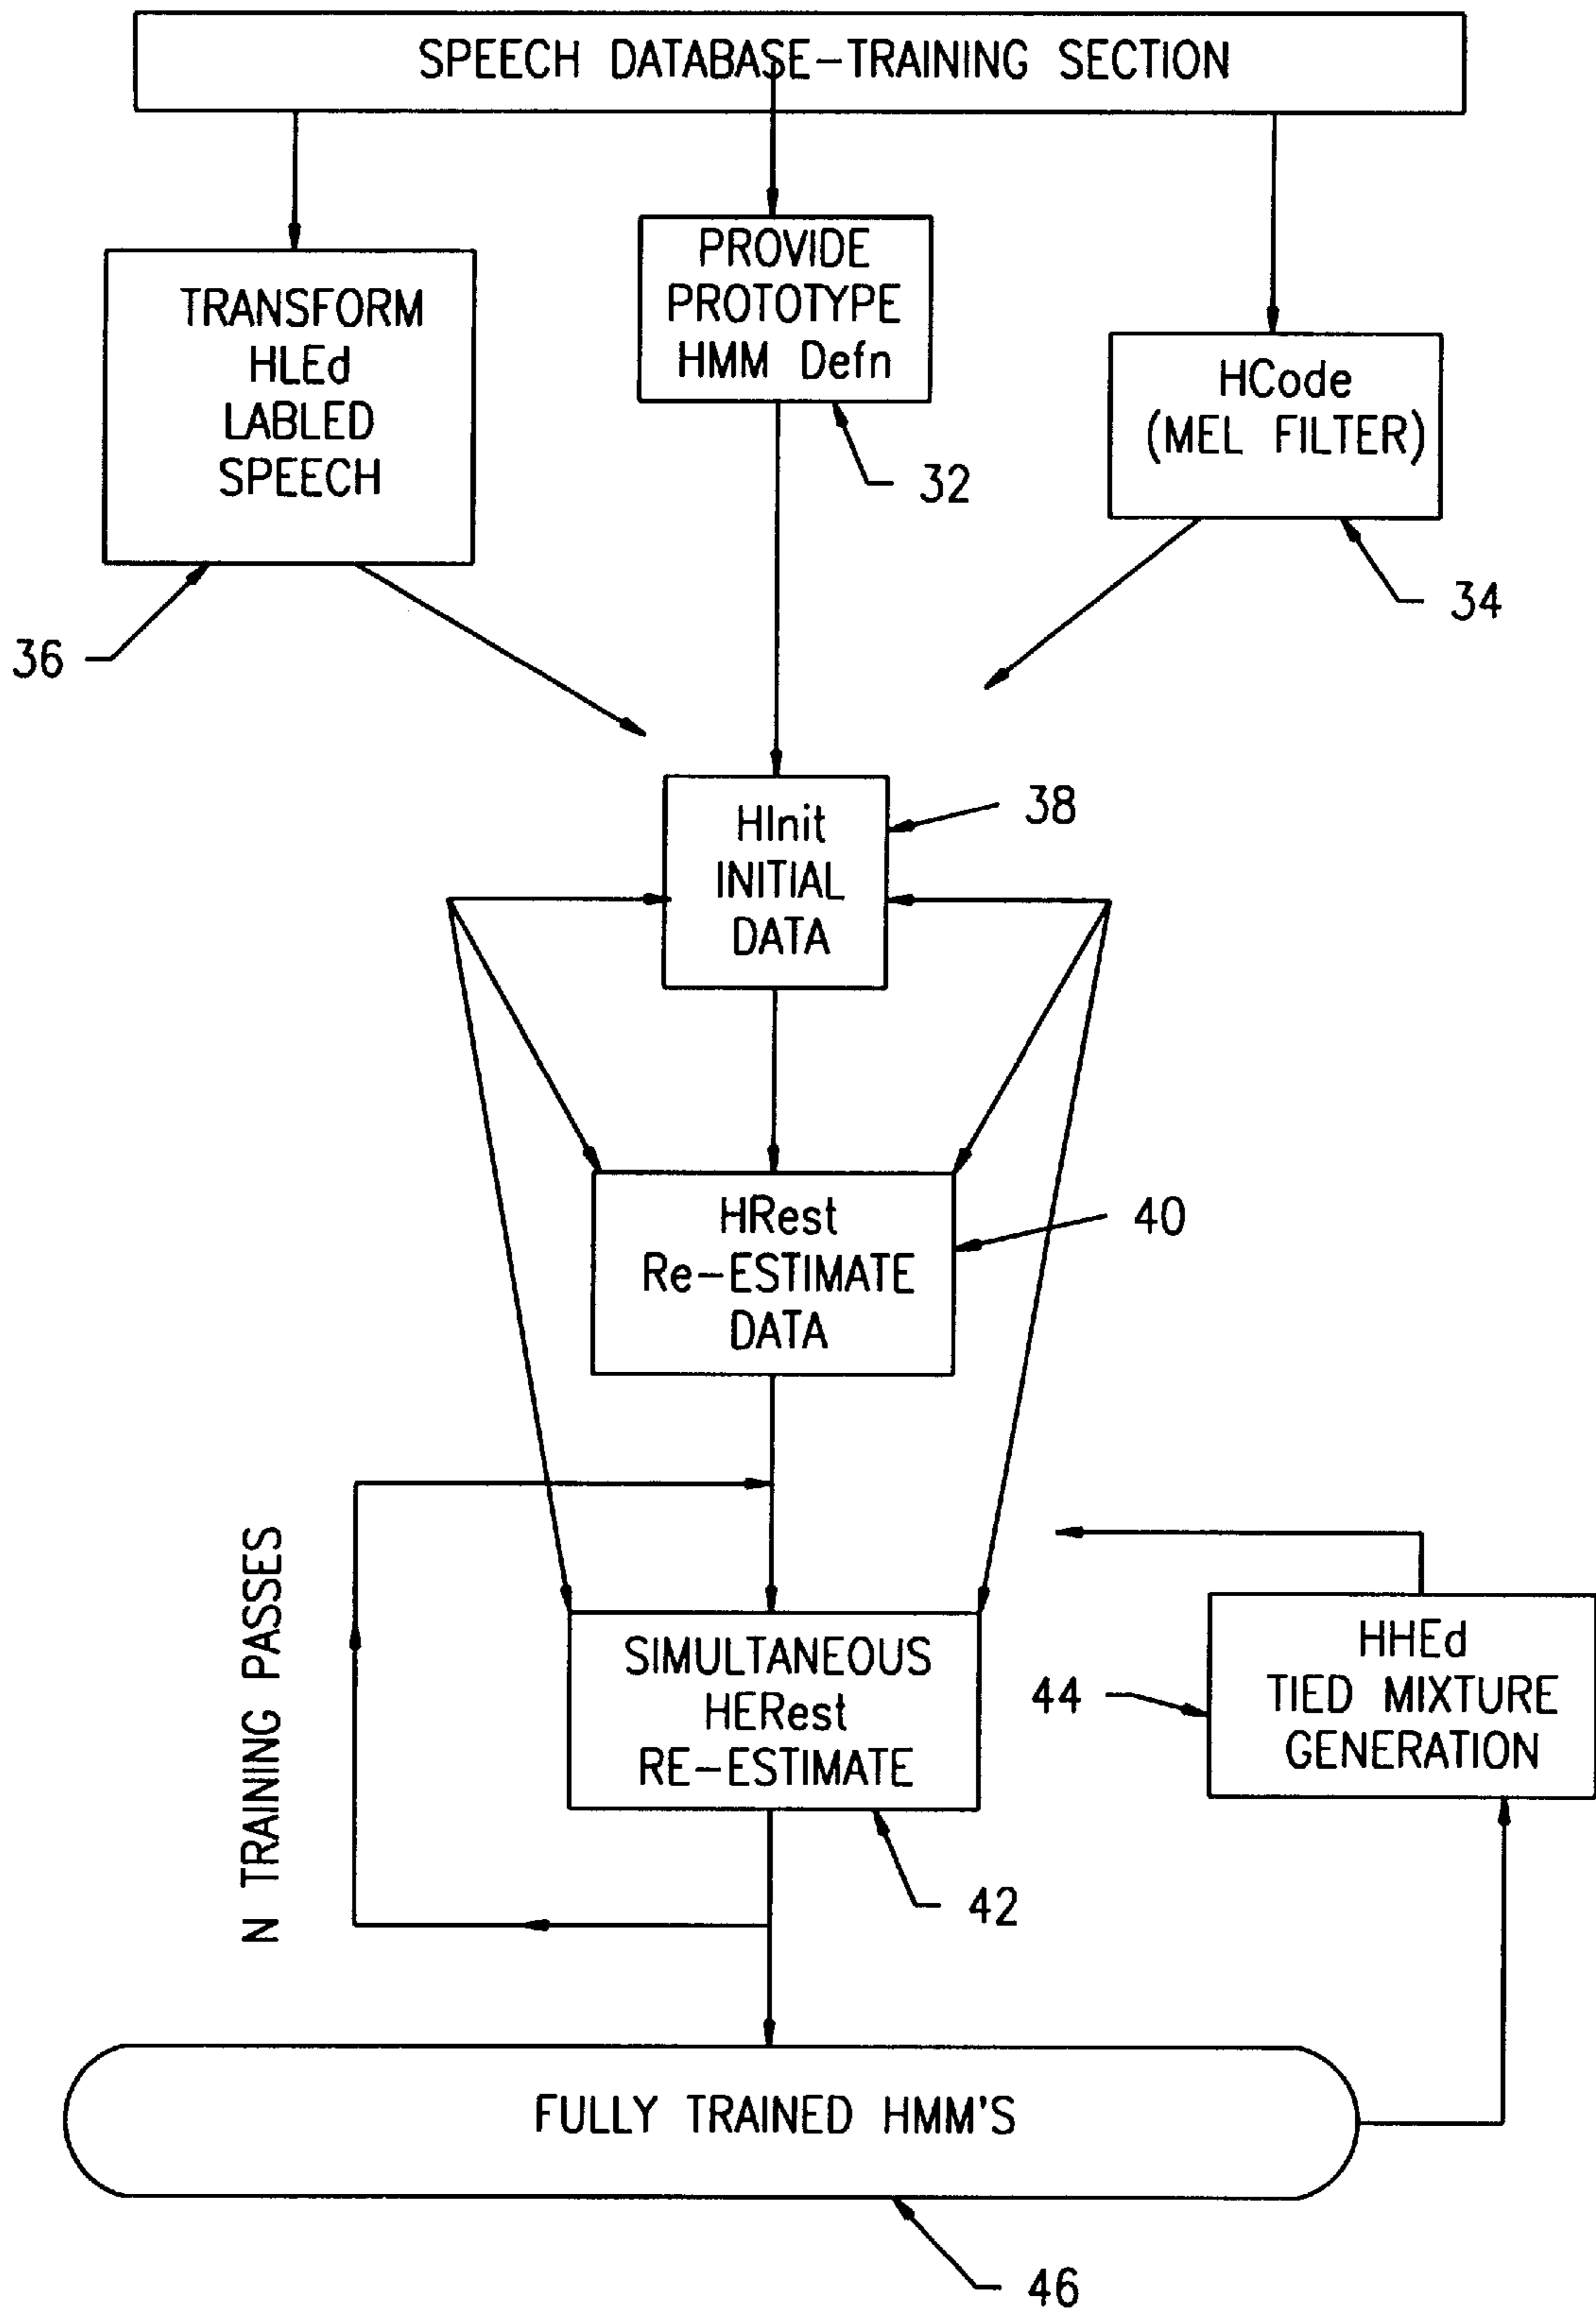 SPEECH DATABASE-TRAINING SECTION
TRANSFORM
HLEd
LABLED
SPEECH
36
PROVIDE
PROTOTYPE
HMM Defn
32
HCode
(MEL FILTER)
34
HInit
INITIAL
DATA
38
HRest
Re-ESTIMATE
DATA
40
N TRAINING PASSES
SIMULTANEOUS
HERest
RE-ESTIMATE
42
HHEd
TIED MIXTURE
GENERATION
44
FULLY TRAINED HMM'S
46